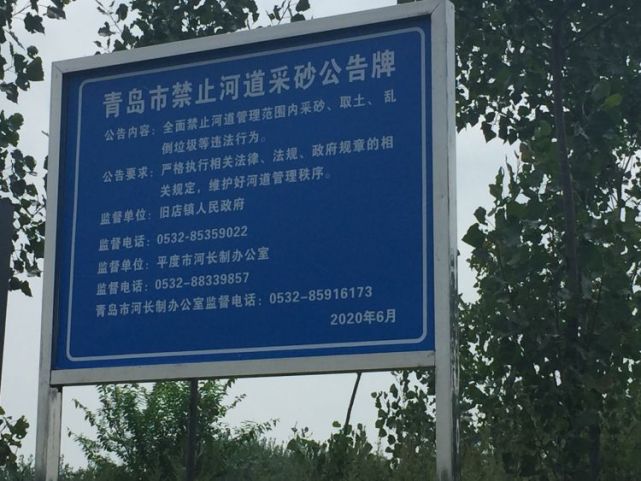 青岛市禁止河道采砂公告牌
公告内容：全面禁止河道管理范围内采砂、取土、乱
倒垃圾等违法行为。
公告要求：严格执行相关法律、法规、政府规章的相
关规定，维护好河道管理秩序。
监督单位：旧店镇人民政府
监督电话：0532-85359022
监督单位：平度市河长制办公室
监督电话：0532-88339857
青岛市河长制办公室监督电话：0532-85916173
2020年6月